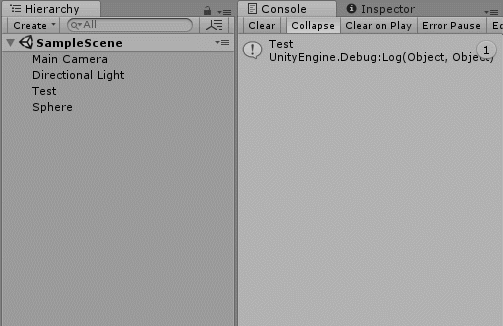 Hierarchy
Create
All
SampleScene
Main Camera
Directional Light
Test
Sphere
Console
Inspector
Clear
Collapse
Clear on Play
Error Pause
Test
UnityEngine.Debug:Log(Object, Object)
1